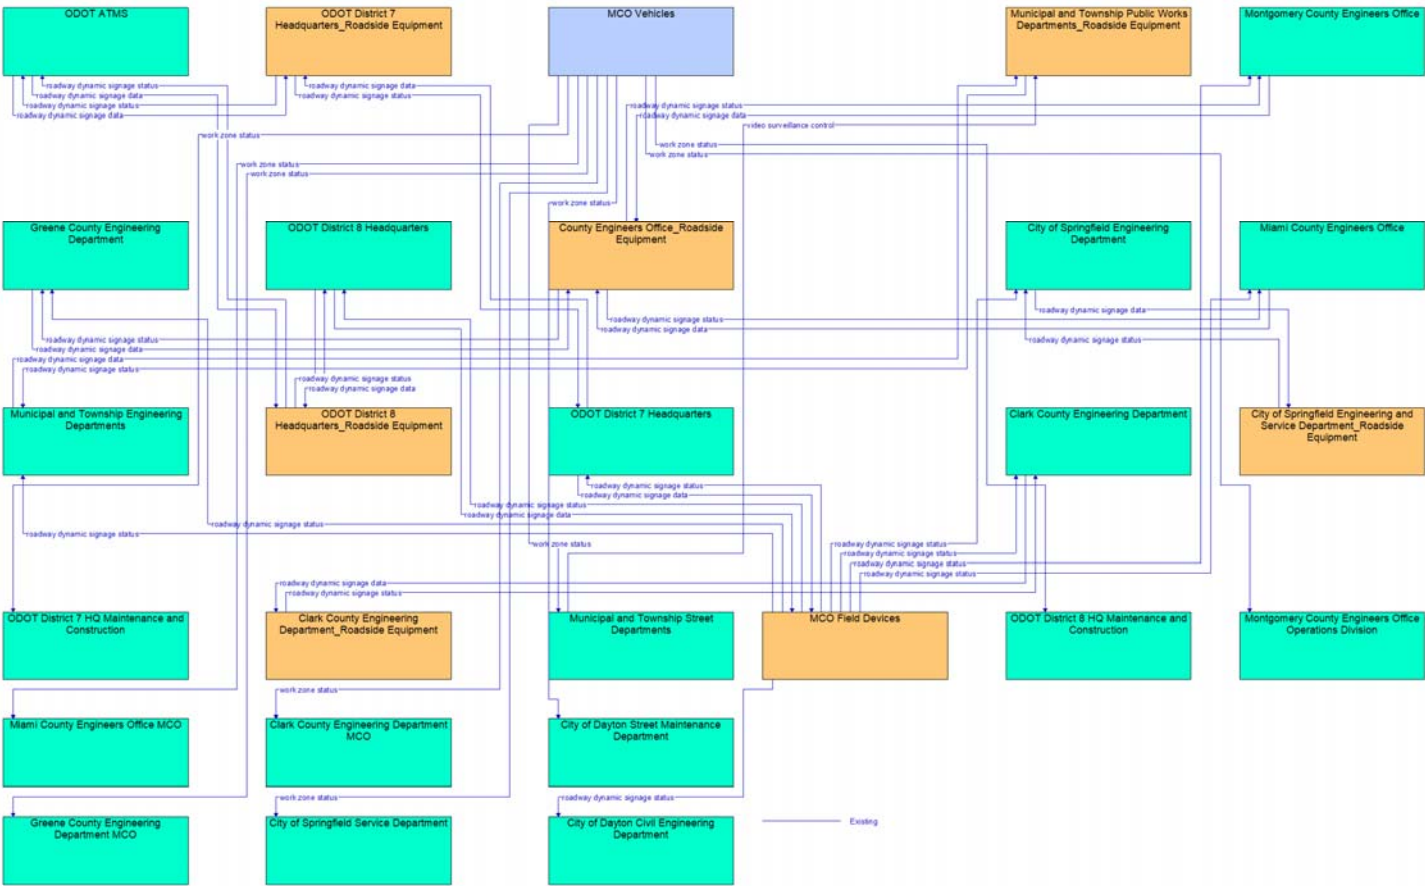 ODOT ATMS
ODOT District 7
Headquarters_Roadside Equipment
MCO Vehicles
Municipal and Township Public Works
Departments_Roadside Equipment
Montgomery County Engineers Office
roadway dynamic signage status
roadway dynamic signage data
roadway dynamic signage status
roadway dynamic signage data
roadway dynamic signage data
roadway dynamic signage status
roadway dynamic signage status
roadway dynamic signage data
video surveillance control
work zone status
work zone status
work zone status
work zone status
work zone status
work zone status
Greene County Engineering
Department
ODOT District 8 Headquarters
County Engineers Office_Roadside
Equipment
City of Springfield Engineering
Department
Miami County Engineers Office
roadway dynamic signage data
roadway dynamic signage status
roadway dynamic signage data
roadway dynamic signage status
roadway dynamic signage status
roadway dynamic signage data
roadway dynamic signage data
roadway dynamic signage status
roadway dynamic signage status
roadway dynamic signage data
Municipal and Township Engineering
Departments
ODOT District 8
Headquarters_Roadside Equipment
ODOT District 7 Headquarters
Clark County Engineering Department
City of Springfield Engineering and
Service Department_Roadside
Equipment
roadway dynamic signage status
roadway dynamic signage data
roadway dynamic signage status
roadway dynamic signage data
roadway dynamic signage status
roadway dynamic signage status
work zone status
roadway dynamic signage status
roadway dynamic signage status
roadway dynamic signage status
roadway dynamic signage status
roadway dynamic signage data
roadway dynamic signage status
ODOT District 7 HQ Maintenance and
Construction
Clark County Engineering
Department_Roadside Equipment
Municipal and Township Street
Departments
MCO Field Devices
ODOT District 8 HQ Maintenance and
Construction
Montgomery County Engineers Office
Operations Division
work zone status
Miami County Engineers Office MCO
Clark County Engineering Department
MCO
City of Dayton Street Maintenance
Department
work zone status
roadway dynamic signage status
Greene County Engineering
Department MCO
City of Springfield Service Department
City of Dayton Civil Engineering
Department
Existing